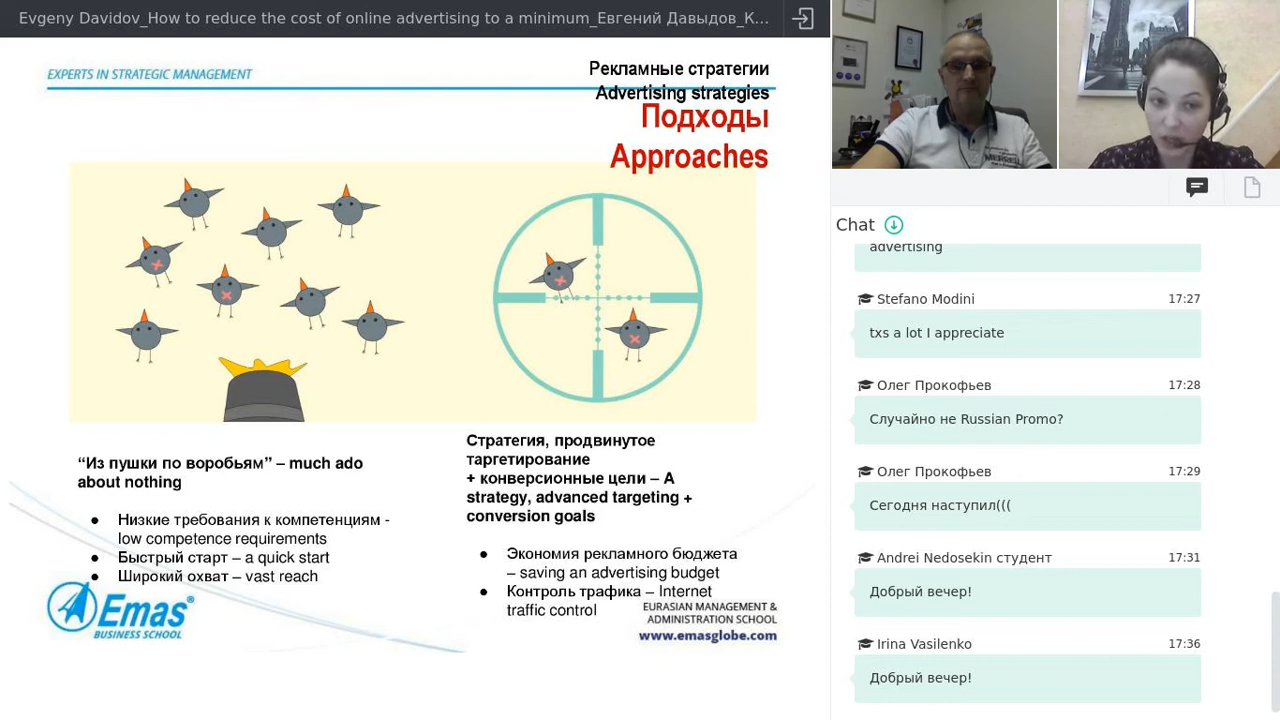 Evgeny Davidov_How to reduce the cost of online advertising to a minimum_Евгений Давыдов_К...
EXPERTS IN STRATEGIC MANAGEMENT
Рекламные стратегии
Advertising strategies
Подходы
Approaches
“Из пушки по воробьям” – much ado
about nothing
● Низкие требования к компетенциям -
low competence requirements
● Быстрый старт – a quick start
● Широкий охват – vast reach
Стратегия, продвинутое
таргетирование
+ конверсионные цели – A
strategy, advanced targeting +
conversion goals
● Экономия рекламного бюджета
– saving an advertising budget
● Контроль трафика – Internet
traffic control
Emas®
BUSINESS SCHOOL
EURASIAN MANAGEMENT &
ADMINISTRATION SCHOOL
www.emasglobe.com
MERRELL
Chat
advertising
Stefano Modini 17:27
txs a lot I appreciate
Олег Прокофьев 17:28
Случайно не Russian Promo?
Олег Прокофьев 17:29
Сегодня наступил(((
Andrei Nedosekin студент 17:31
Добрый вечер!
Irina Vasilenko 17:36
Добрый вечер!